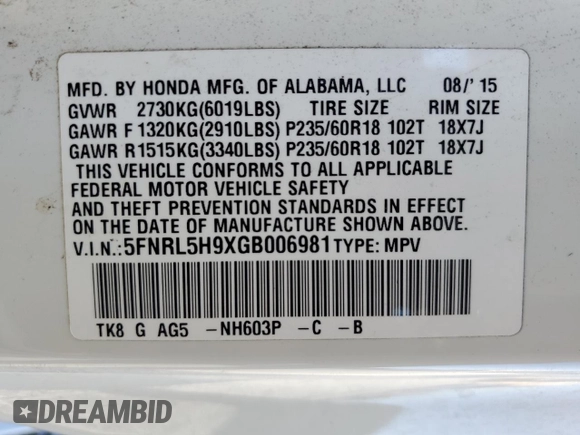 MFD. BY HONDA MFG. OF ALABAMA, LLC 08/'15
GVWR 2730KG(6019LBS) TIRE SIZE RIM SIZE
GAWR F 1320KG(2910LBS) P235/60R18 102T 18X7J
GAWR R 1515KG(3340LBS) P235/60R18 102T 18X7J
THIS VEHICLE CONFORMS TO ALL APPLICABLE
FEDERAL MOTOR VEHICLE SAFETY
AND THEFT PREVENTION STANDARDS IN EFFECT
ON THE DATE OF MANUFACTURE SHOWN ABOVE.
V.I.N.:5FNRL5H9XGB006981 TYPE: MPV
TK8 G AG5 -NH603P -C -B
DREAMBID